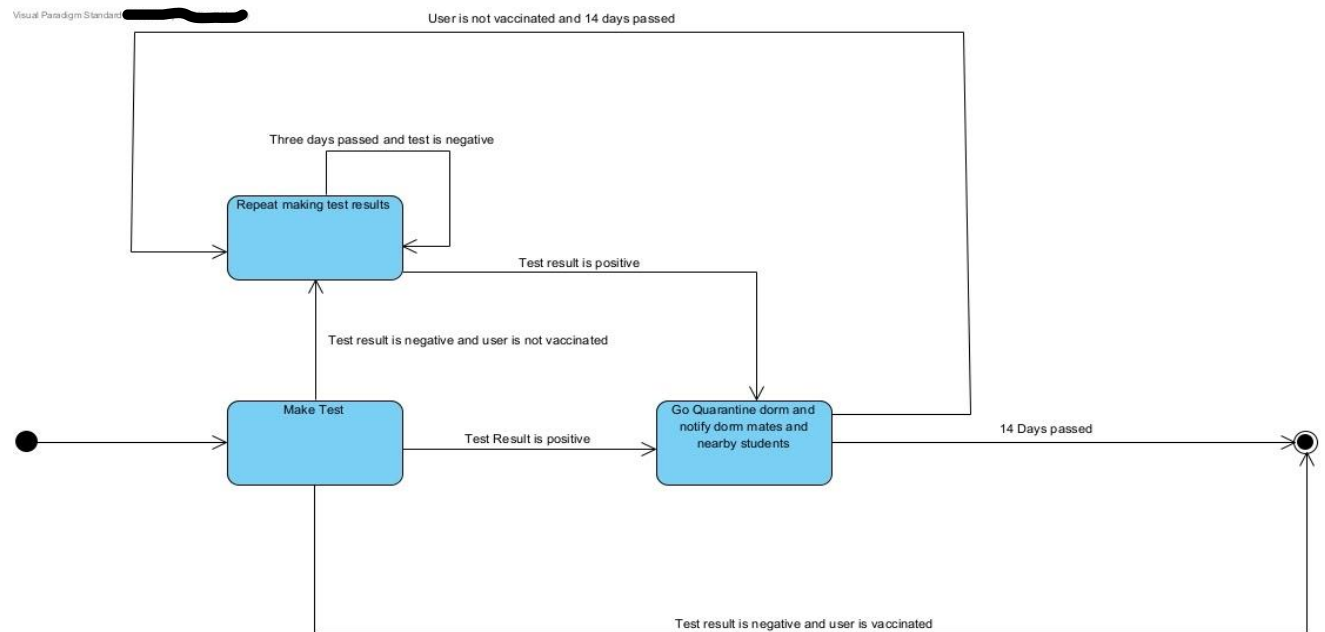 Visual Paradigm Standard
User is not vaccinated and 14 days passed
Three days passed and test is negative
Repeat making test results
Test result is positive
Test result is negative and user is not vaccinated
Make Test
Test Result is positive
Go Quarantine dorm and
notify dorm mates and
nearby students
14 Days passed
Test result is negative and user is vaccinated